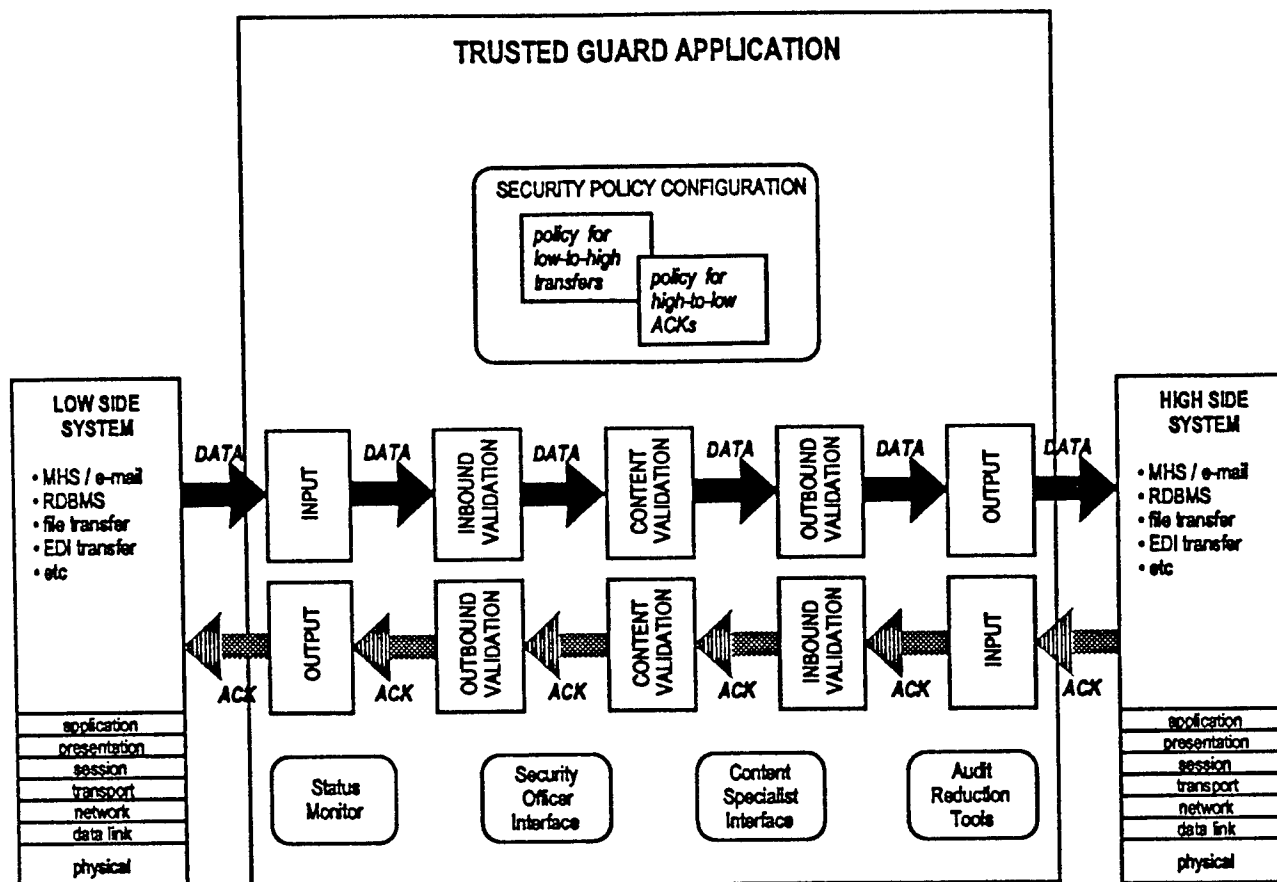 TRUSTED GUARD APPLICATION
SECURITY POLICY CONFIGURATION
policy for
low-to-high
transfers
policy for
high-to-low
ACKs
LOW SIDE
SYSTEM
• MHS / e-mail
• RDBMS
• file transfer
• EDI transfer
• etc
application
presentation
session
transport
network
data link
physical
DATA
INPUT
DATA
INBOUND
VALIDATION
DATA
CONTENT
VALIDATION
DATA
OUTBOUND
VALIDATION
DATA
OUTPUT
DATA
ACK
OUTPUT
ACK
OUTBOUND
VALIDATION
ACK
CONTENT
VALIDATION
ACK
INBOUND
VALIDATION
ACK
INPUT
ACK
Status
Monitor
Security
Officer
Interface
Content
Specialist
Interface
Audit
Reduction
Tools
HIGH SIDE
SYSTEM
• MHS / e-mail
• RDBMS
• file transfer
• EDI transfer
• etc
application
presentation
session
transport
network
data link
physical